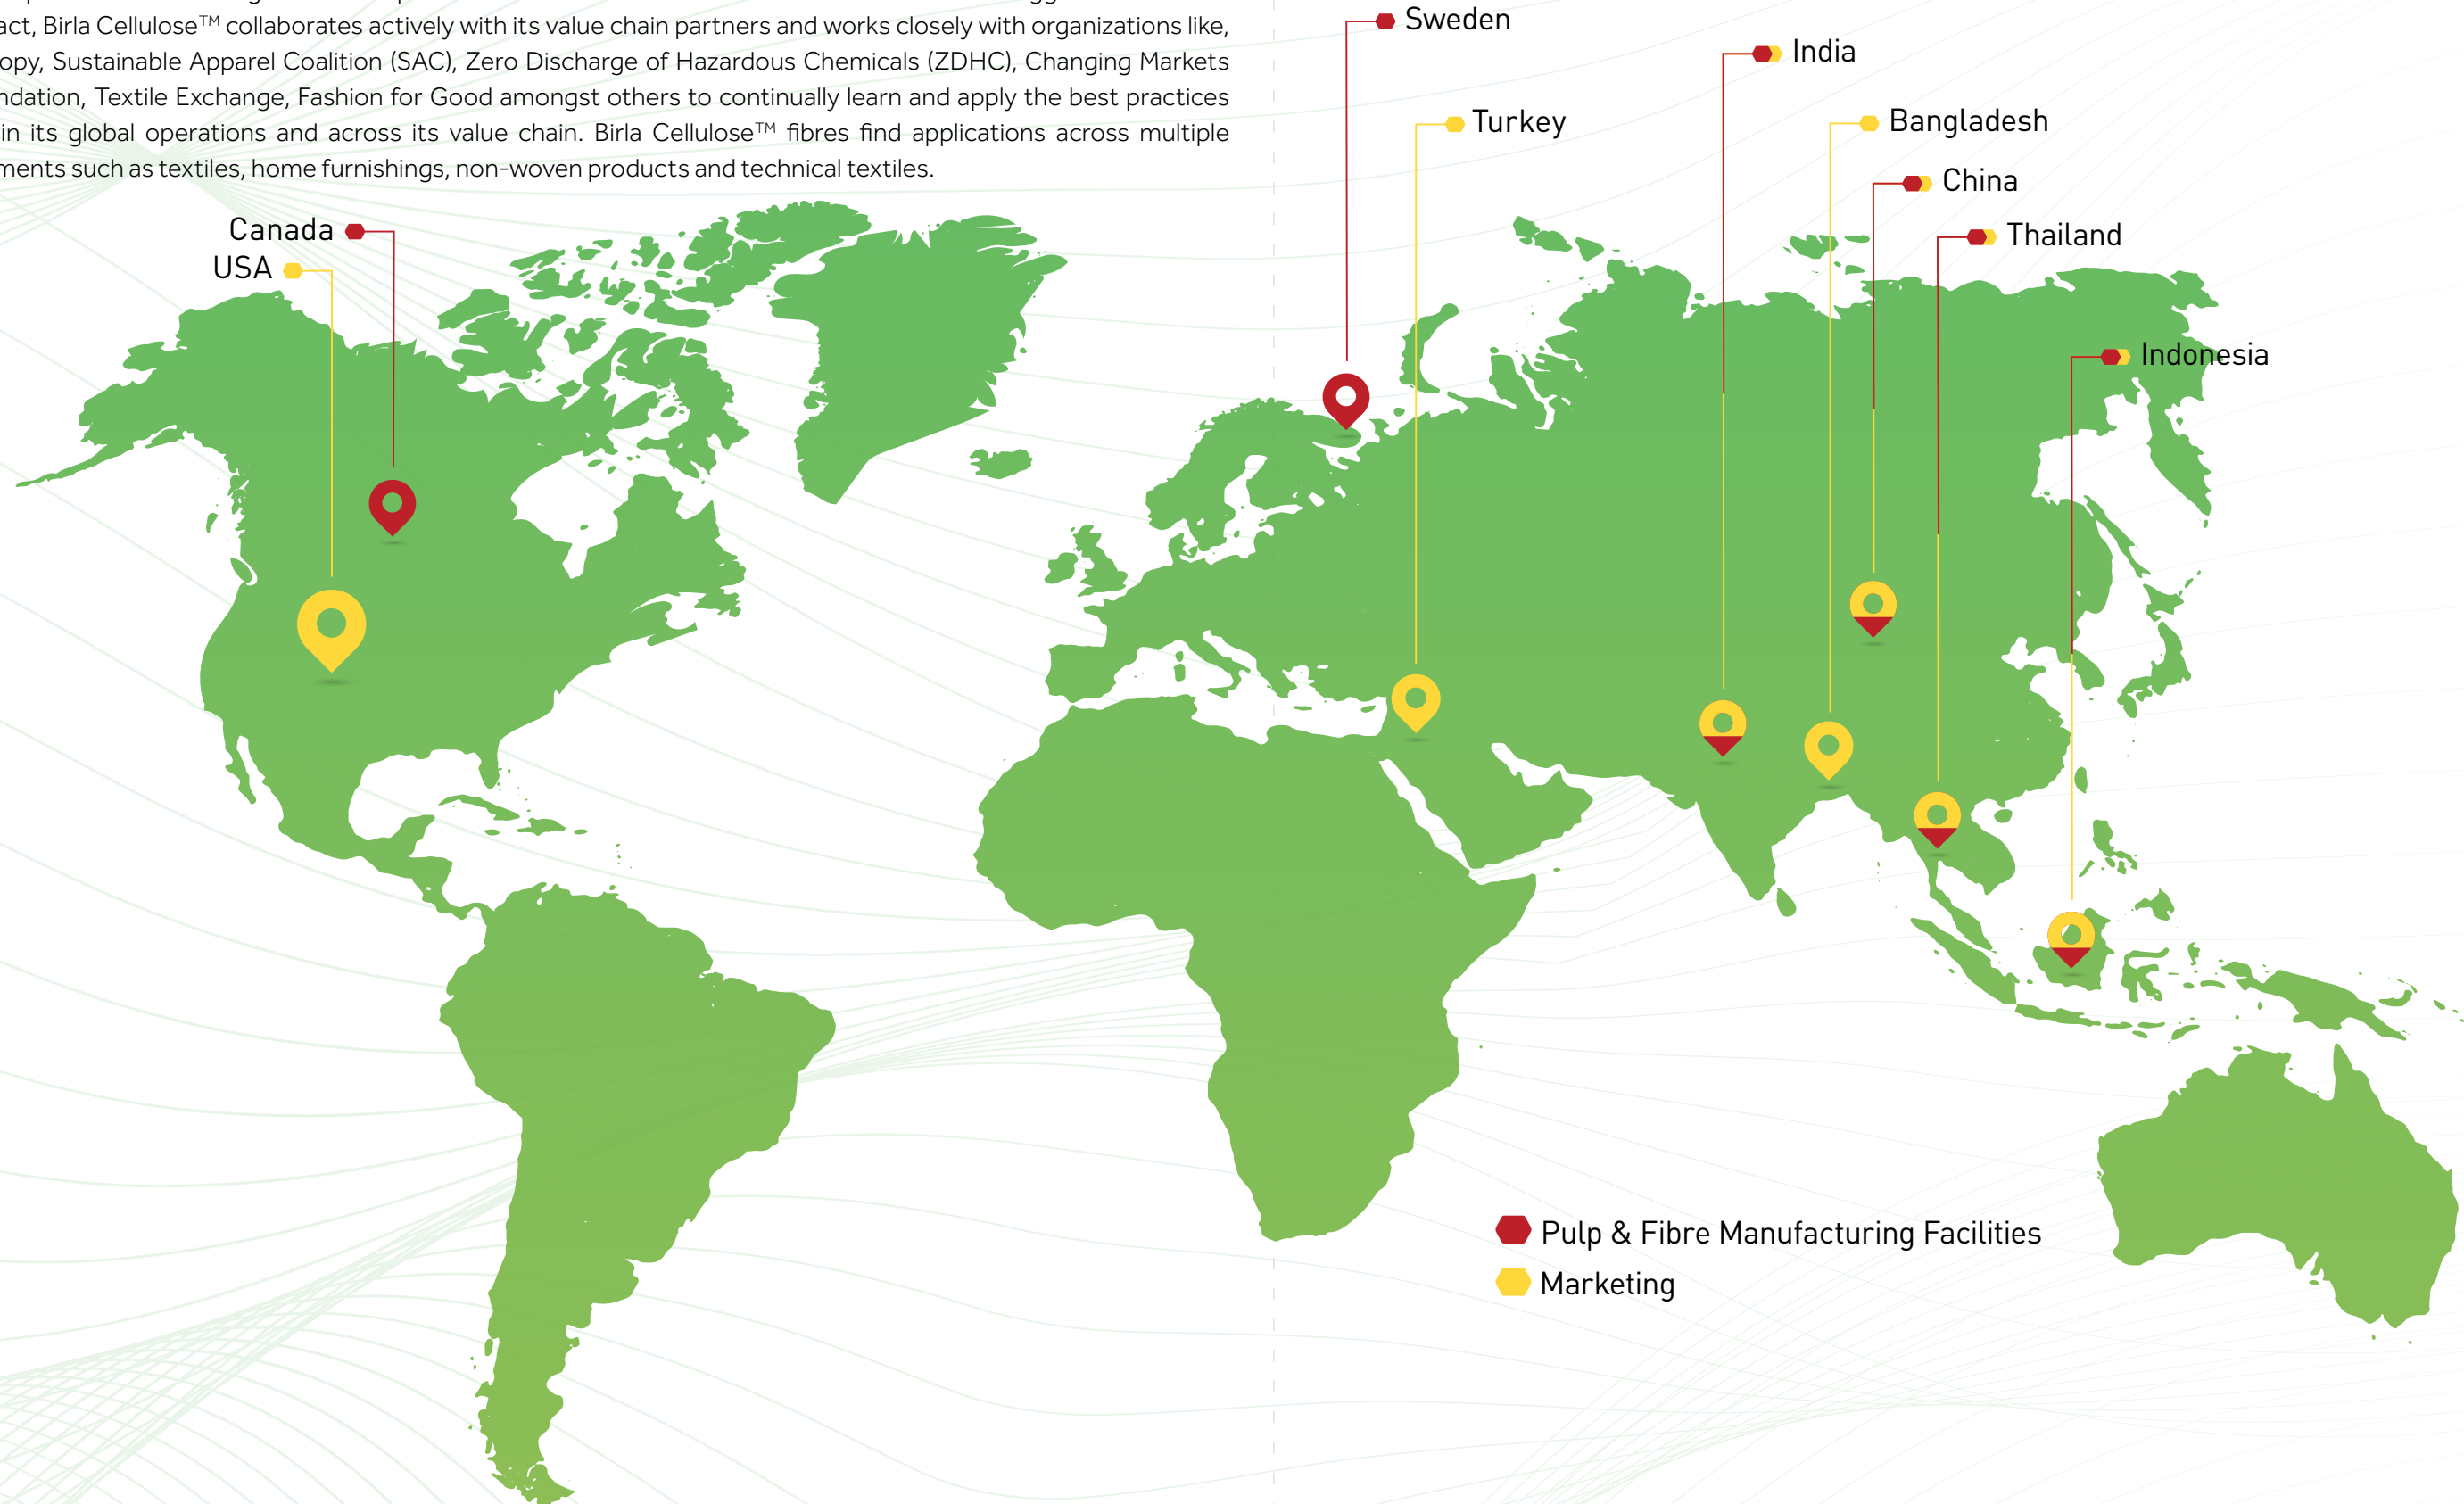 act, Birla Cellulose™ collaborates actively with its value chain partners and works closely with organizations like,
opy, Sustainable Apparel Coalition (SAC), Zero Discharge of Hazardous Chemicals (ZDHC), Changing Markets
ndation, Textile Exchange, Fashion for Good amongst others to continually learn and apply the best practices
in its global operations and across its value chain. Birla Cellulose™ fibres find applications across multiple
ments such as textiles, home furnishings, non-woven products and technical textiles.
Sweden
India
Turkey
Bangladesh
China
Canada
Thailand
USA
Indonesia
Pulp & Fibre Manufacturing Facilities
Marketing